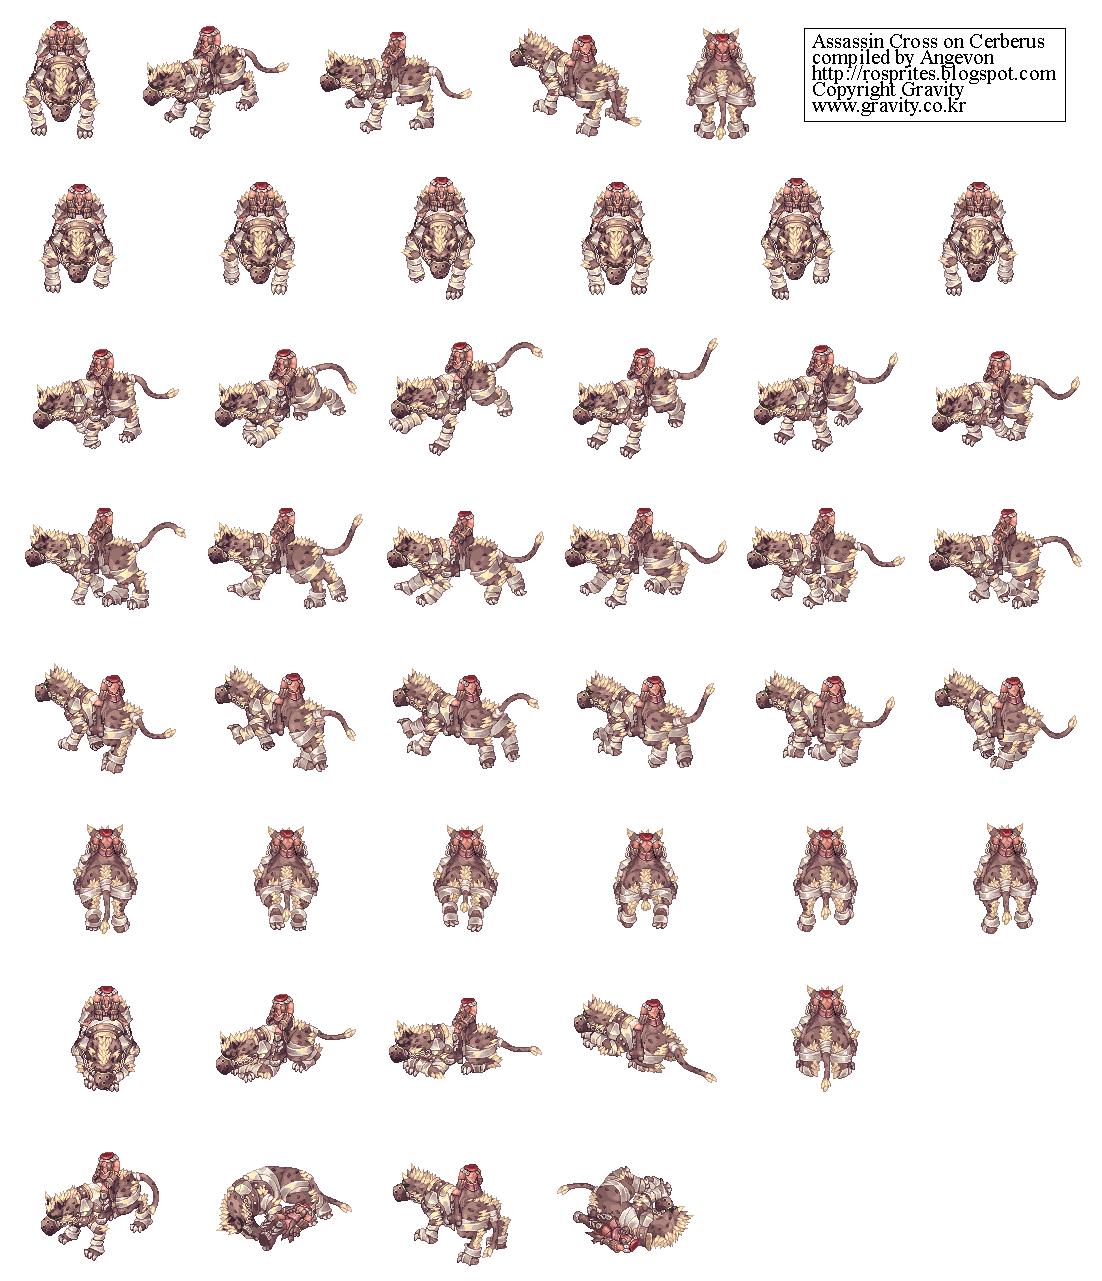 Assassin Cross on Cerberus
compiled by Angevon
http://rosprites.blogspot.com
Copyright Gravity
www.gravity.co.kr